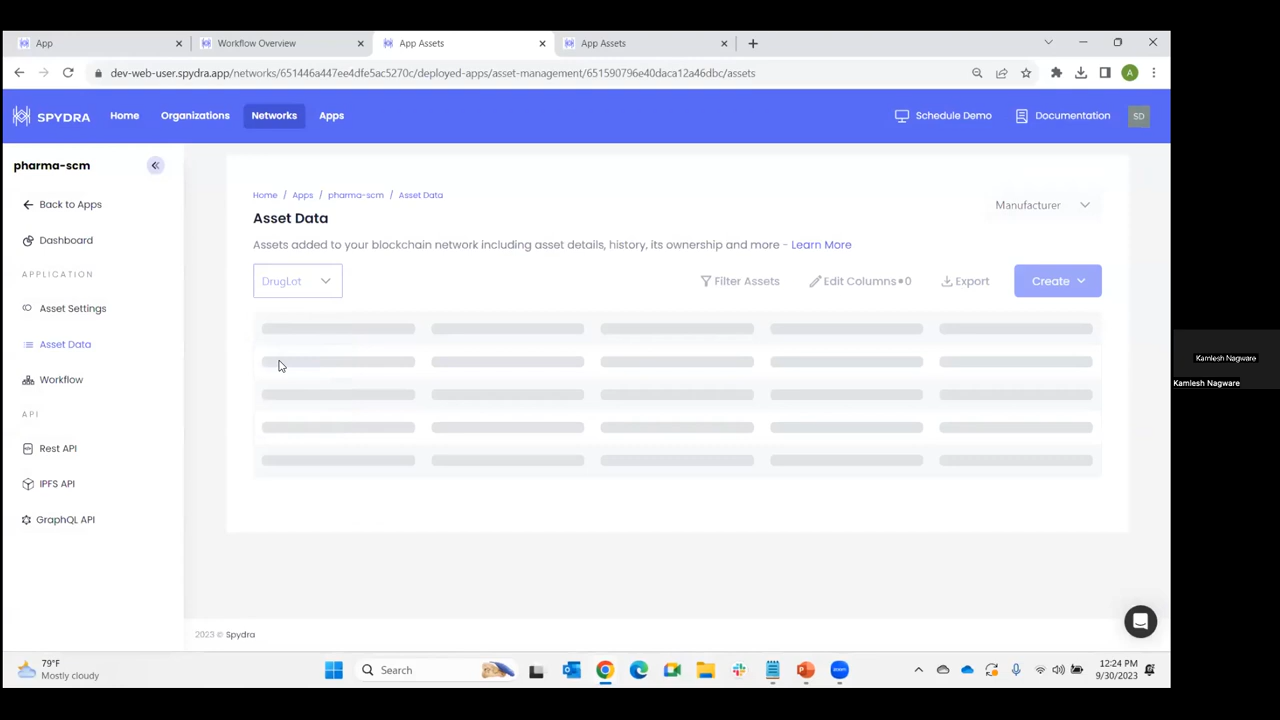 App
Workflow Overview
App Assets
App Assets
dev-web-user.spydra.app/networks/651446a447ee4dfe5ac5270c/deployed-apps/asset-management/651590796e40daca12a46dbc/assets
A
SPYDRA
Home
Organizations
Networks
Apps
Schedule Demo
Documentation
SD
pharma-scm
Back to Apps
Dashboard
APPLICATION
Asset Settings
Asset Data
Workflow
API
Rest API
IPFS API
GraphQL API
Home / Apps / pharma-scm / Asset Data
Asset Data
Manufacturer
Assets added to your blockchain network including asset details, history, its ownership and more - Learn More
DrugLot
Filter Assets
Edit Columns•0
Export
Create
2023 © Spydra
Kamlesh Nagware
Kamlesh Nagware
79°F
Mostly cloudy
Search
12:24 PM
9/30/2023